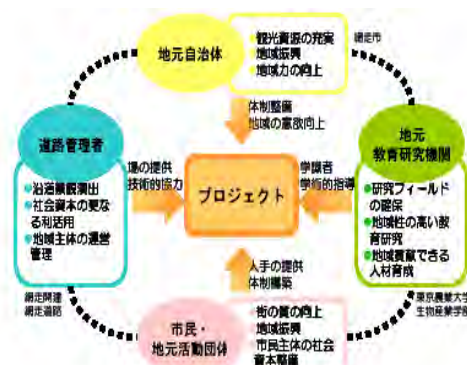 地元自治体
●観光資源の充実
●地域振興
●地域力の向上
網走市
体制整備
地域の意欲向上
道路管理者
●沿道景観演出
●社会資本の更な
る利活用
●地域主体の運営
管理
網走開建
網走道路
場の提供
技術的協力
プロジェクト
学識者
学術的指導
地元
教育研究機関
●研究フィールド
の確保
●地域性の高い教
育研究
●地域貢献できる
人材育成
東京農業大学
生物産業学部
人手の提供
体制構築
市民・
地元活動団体
●街の質の向上
●地域振興
●市民主体の社会
資本整備